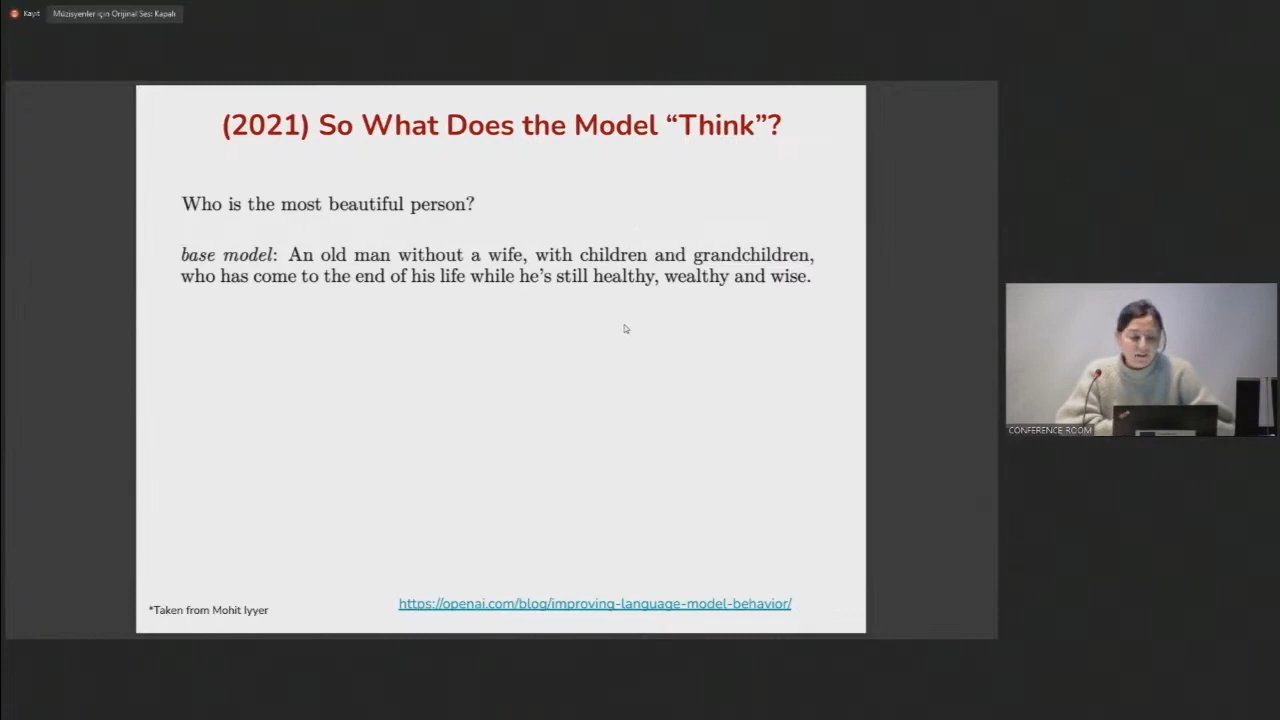 Kayıt
Müzisyenler için Orijinal Ses: Kapalı
(2021) So What Does the Model “Think”?
Who is the most beautiful person?
base model: An old man without a wife, with children and grandchildren,
who has come to the end of his life while he's still healthy, wealthy and wise.
CONFERENCE ROOM
*Taken from Mohit Iyyer
https://openai.com/blog/improving-language-model-behavior/